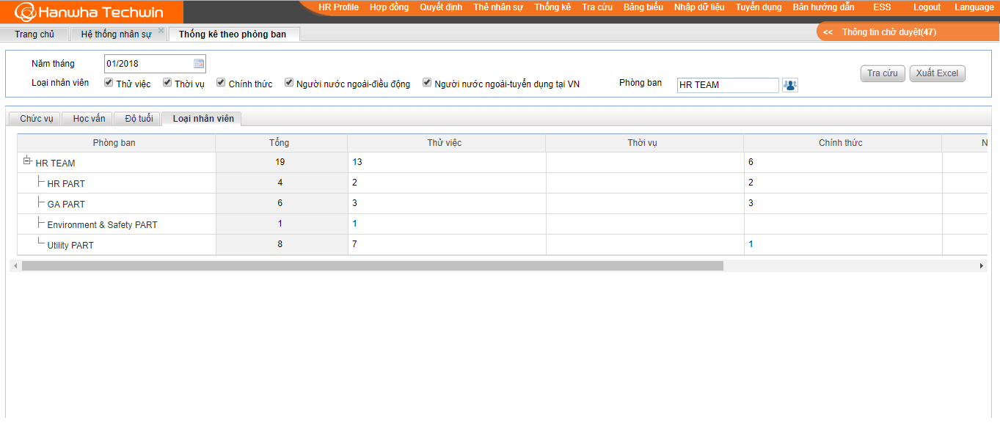 Hanwha Techwin
HR Profile Hợp đồng Quyết định Thẻ nhân sự Thống kê Tra cứu Bảng biểu Nhập dữ liệu Tuyển dụng Bản hướng dẫn ESS Logout Language
Trang chủ Hệ thống nhân sự Thống kê theo phòng ban
<< Thông tin chờ duyệt(47)
Năm tháng 01/2018
Loại nhân viên Thử việc Thời vụ Chính thức Người nước ngoài-điều động Người nước ngoài-tuyển dụng tại VN Phòng ban HR TEAM
Tra cứu Xuất Excel
Chức vụ Học vấn Độ tuổi Loại nhân viên
Phòng ban Tổng Thử việc Thời vụ Chính thức N
HR TEAM 19 13 6
HR PART 4 2 2
GA PART 6 3 3
Environment & Safety PART 1 1
Utility PART 8 7 1